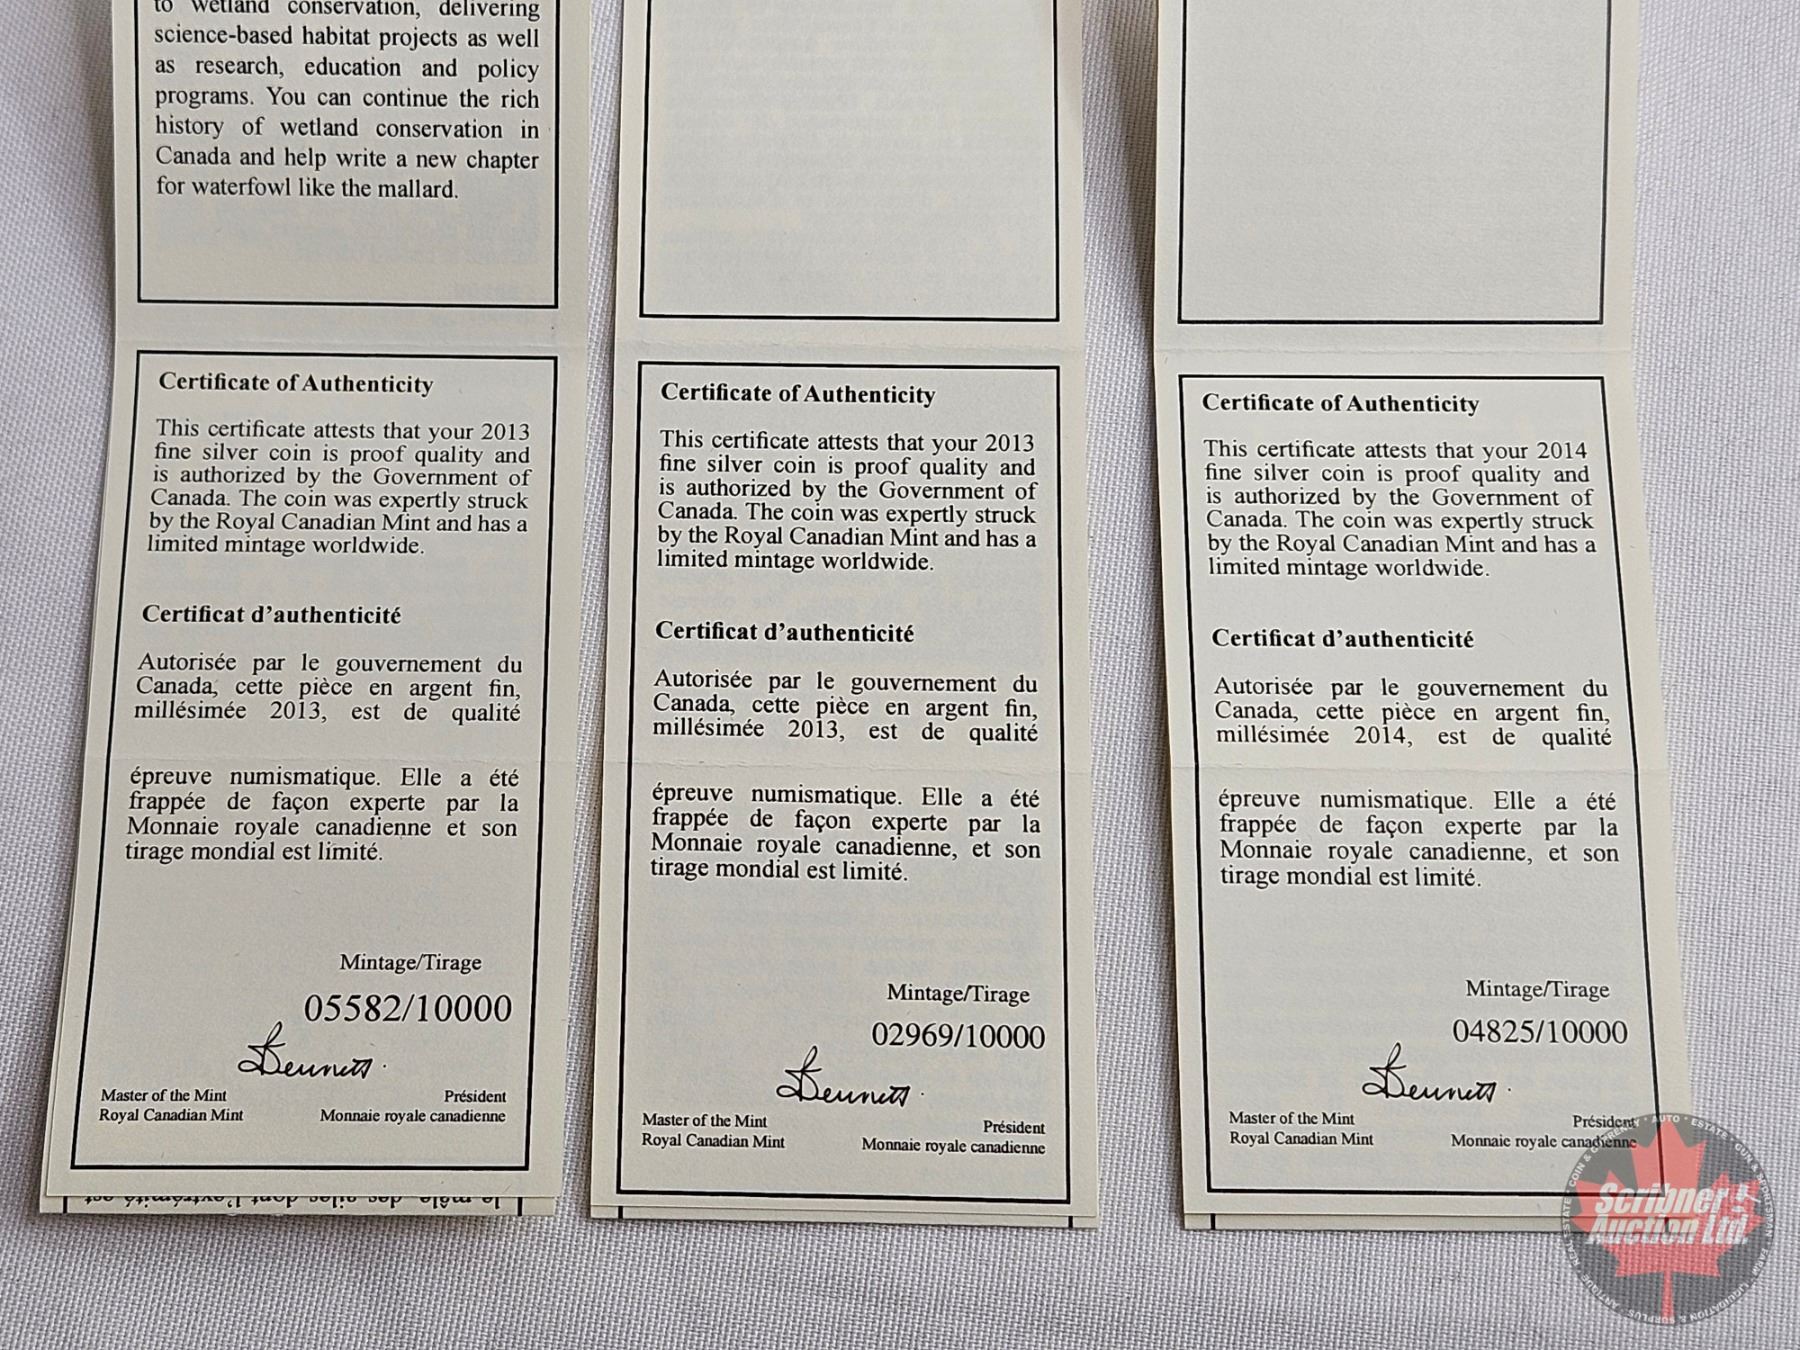 to wetland conservation, delivering
science-based habitat projects as well
as research, education and policy
programs. You can continue the rich
history of wetland conservation in
Canada and help write a new chapter
for waterfowl like the mallard.
Certificate of Authenticity
This certificate attests that your 2013
fine silver coin is proof quality and
is authorized by the Government of
Canada. The coin was expertly struck
by the Royal Canadian Mint and has a
limited mintage worldwide.
Certificat d’authenticité
Autorisée par le gouvernement du
Canada, cette pièce en argent fin,
millésimée 2013, est de qualité
épreuve numismatique. Elle a été
frappée de façon experte par la
Monnaie royale canadienne et son
tirage mondial est limité.
Mintage/Tirage
05582/10000
Bennett
Master of the Mint
Royal Canadian Mint
Président
Monnaie royale canadienne
le mâle, des ailes dont l'extrémité est
Certificate of Authenticity
This certificate attests that your 2013
fine silver coin is proof quality and
is authorized by the Government of
Canada. The coin was expertly struck
by the Royal Canadian Mint and has a
limited mintage worldwide.
Certificat d’authenticité
Autorisée par le gouvernement du
Canada, cette pièce en argent fin,
millésimée 2013, est de qualité
épreuve numismatique. Elle a été
frappée de façon experte par la
Monnaie royale canadienne, et son
tirage mondial est limité.
Mintage/Tirage
02969/10000
Bennett
Master of the Mint
Royal Canadian Mint
Président
Monnaie royale canadienne
Certificate of Authenticity
This certificate attests that your 2014
fine silver coin is proof quality and
is authorized by the Government of
Canada. The coin was expertly struck
by the Royal Canadian Mint and has a
limited mintage worldwide.
Certificat d’authenticité
Autorisée par le gouvernement du
Canada, cette pièce en argent fin,
millésimée 2014, est de qualité
épreuve numismatique. Elle a été
frappée de façon experte par la
Monnaie royale canadienne, et son
tirage mondial est limité.
Mintage/Tirage
04825/10000
Bennett
Master of the Mint
Royal Canadian Mint
Président
Monnaie royale canadienne
Scribner
Auction Ltd.